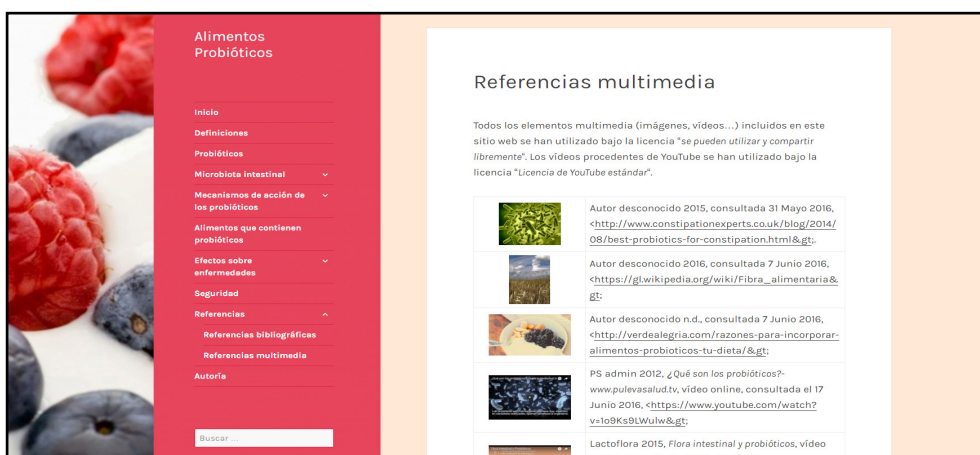 Alimentos
Probióticos
Inicio
Definiciones
Probióticos
Microbiota intestinal
Mecanismos de acción de
los probióticos
Alimentos que contienen
probióticos
Efectos sobre
enfermedades
Seguridad
Referencias
Referencias bibliográficas
Referencias multimedia
Autoría
Buscar ...
Referencias multimedia
Todos los elementos multimedia (imágenes, vídeos...) incluidos en este
sitio web se han utilizado bajo la licencia "se pueden utilizar y compartir
libremente". Los vídeos procedentes de YouTube se han utilizado bajo la
licencia "Licencia de YouTube estándar".
Autor desconocido 2015, consultada 31 Mayo 2016,
<http://www.constipationexperts.co.uk/blog/2014/
08/best-probiotics-for-constipation.html&gt;.
Autor desconocido 2016, consultada 7 Junio 2016,
<https://gl.wikipedia.org/wiki/Fibra_alimentaria&
gt;
Autor desconocido n.d., consultada 7 Junio 2016,
<http://verdealegria.com/razones-para-incorporar-
alimentos-probioticos-tu-dieta/&gt;
PS admin 2012, ¿Qué son los probióticos?-
www.pulevasalud.tv, vídeo online, consultada el 17
Junio 2016, <https://www.youtube.com/watch?
v=1o9Ks9LWulw&gt;
Lactoflora 2015, Flora intestinal y probióticos, vídeo